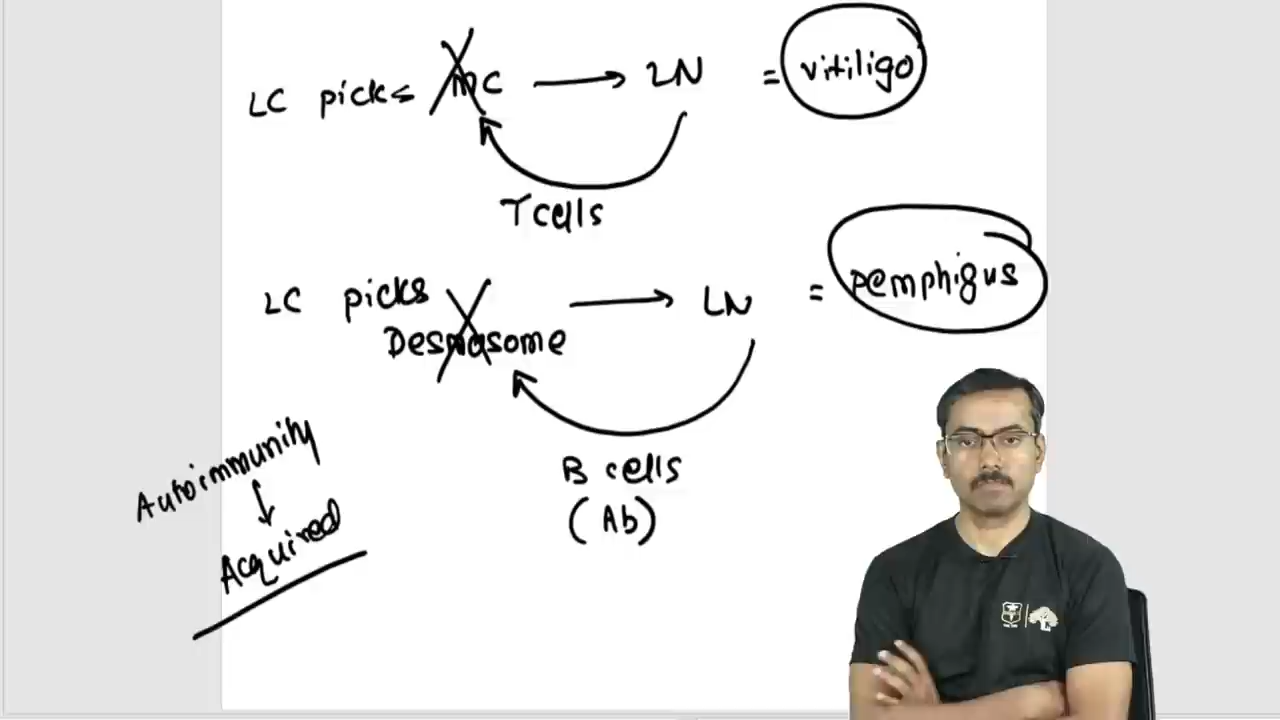 LC picks mC → LN = vitiligo
T cells
LC picks Desmosome → LN = pemphigus
B cells
(Ab)
Autoimmunity
↓
Acquired